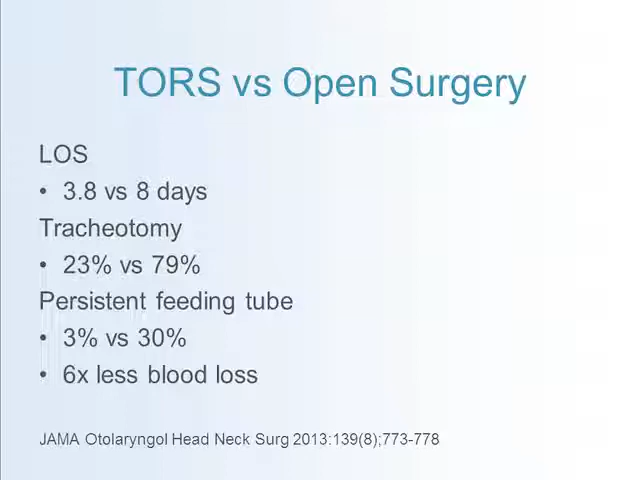 TORS vs Open Surgery
LOS
• 3.8 vs 8 days
Tracheotomy
• 23% vs 79%
Persistent feeding tube
• 3% vs 30%
• 6x less blood loss
JAMA Otolaryngol Head Neck Surg 2013:139(8);773-778